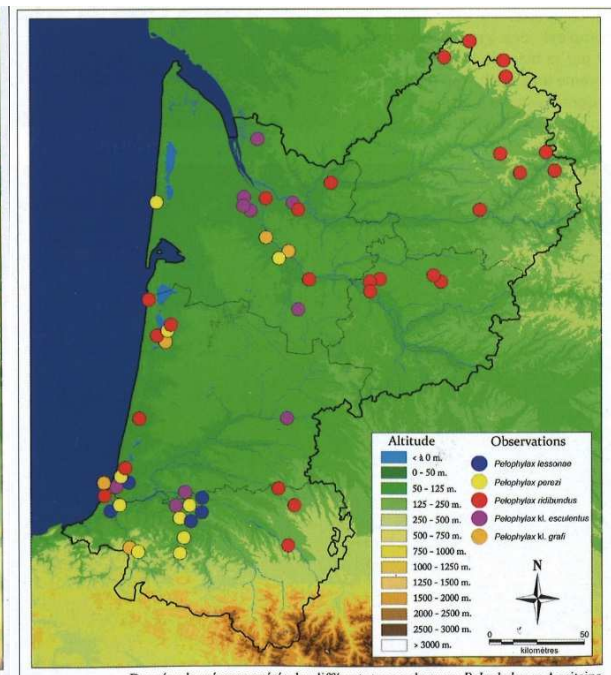 Altitude
< à 0 m.
0 - 50 m.
50 - 125 m.
125 - 250 m.
250 - 500 m.
500 - 750 m.
750 - 1000 m.
1000 - 1250 m.
1250 - 1500 m.
1500 - 2000 m.
2000 - 2500 m.
2500 - 3000 m.
> 3000 m.
Observations
Pelophylax lessonae
Pelophylax perezi
Pelophylax ridibundus
Pelophylax kl. esculentus
Pelophylax kl. grafi
N
0 50
kilomètres